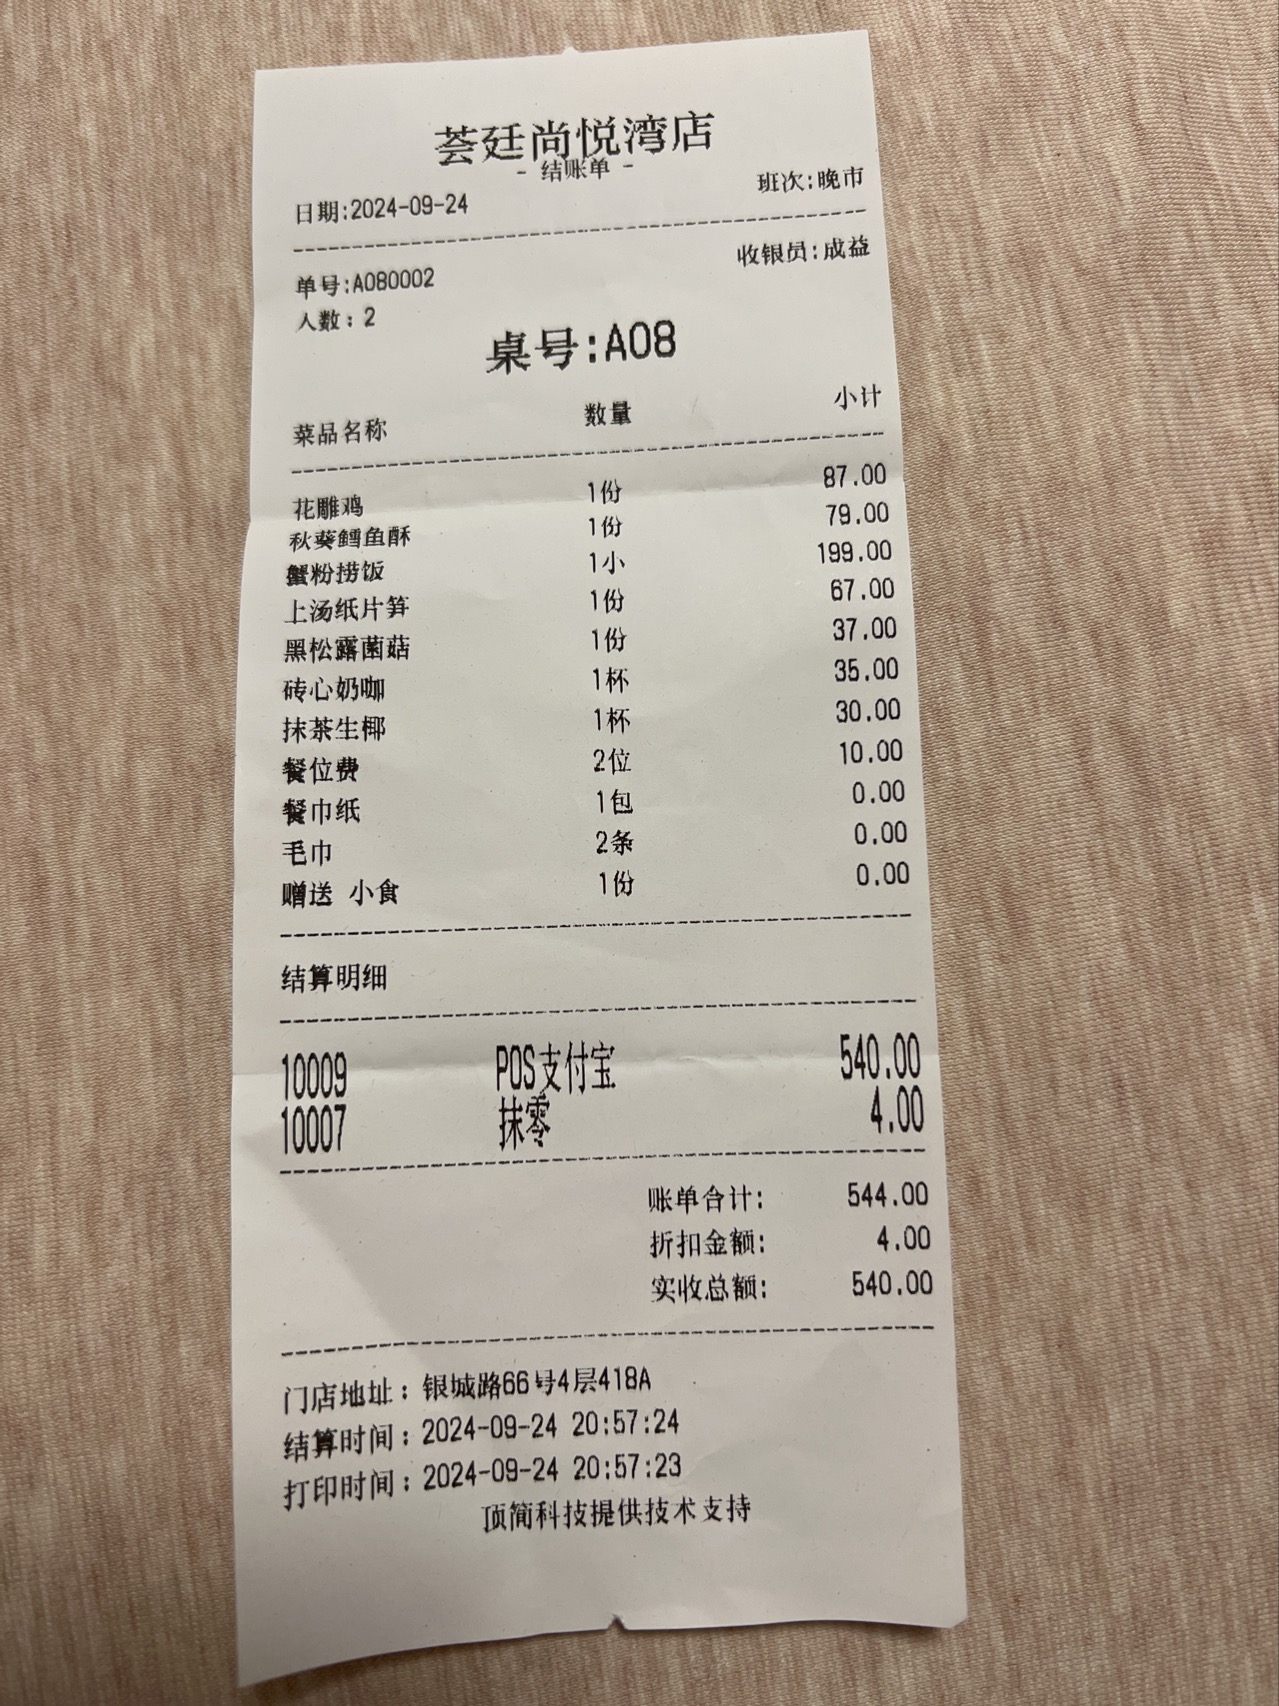 荟廷尚悦湾店
- 结账单 -
日期:2024-09-24 班次:晚市
单号:A080002 收银员:成益
人数:2
桌号:A08
菜品名称 数量 小计
花雕鸡 1份 87.00
秋葵鳕鱼酥 1份 79.00
蟹粉捞饭 1小 199.00
上汤纸片笋 1份 67.00
黑松露菌菇 1份 37.00
砖心奶咖 1杯 35.00
抹茶生椰 1杯 30.00
餐位费 2位 10.00
餐巾纸 1包 0.00
毛巾 2条 0.00
赠送 小食 1份 0.00
结算明细
10009 POS支付宝 540.00
10007 抹零 4.00
账单合计: 544.00
折扣金额: 4.00
实收总额: 540.00
门店地址:银城路66号4层418A
结算时间:2024-09-24 20:57:24
打印时间:2024-09-24 20:57:23
顶简科技提供技术支持